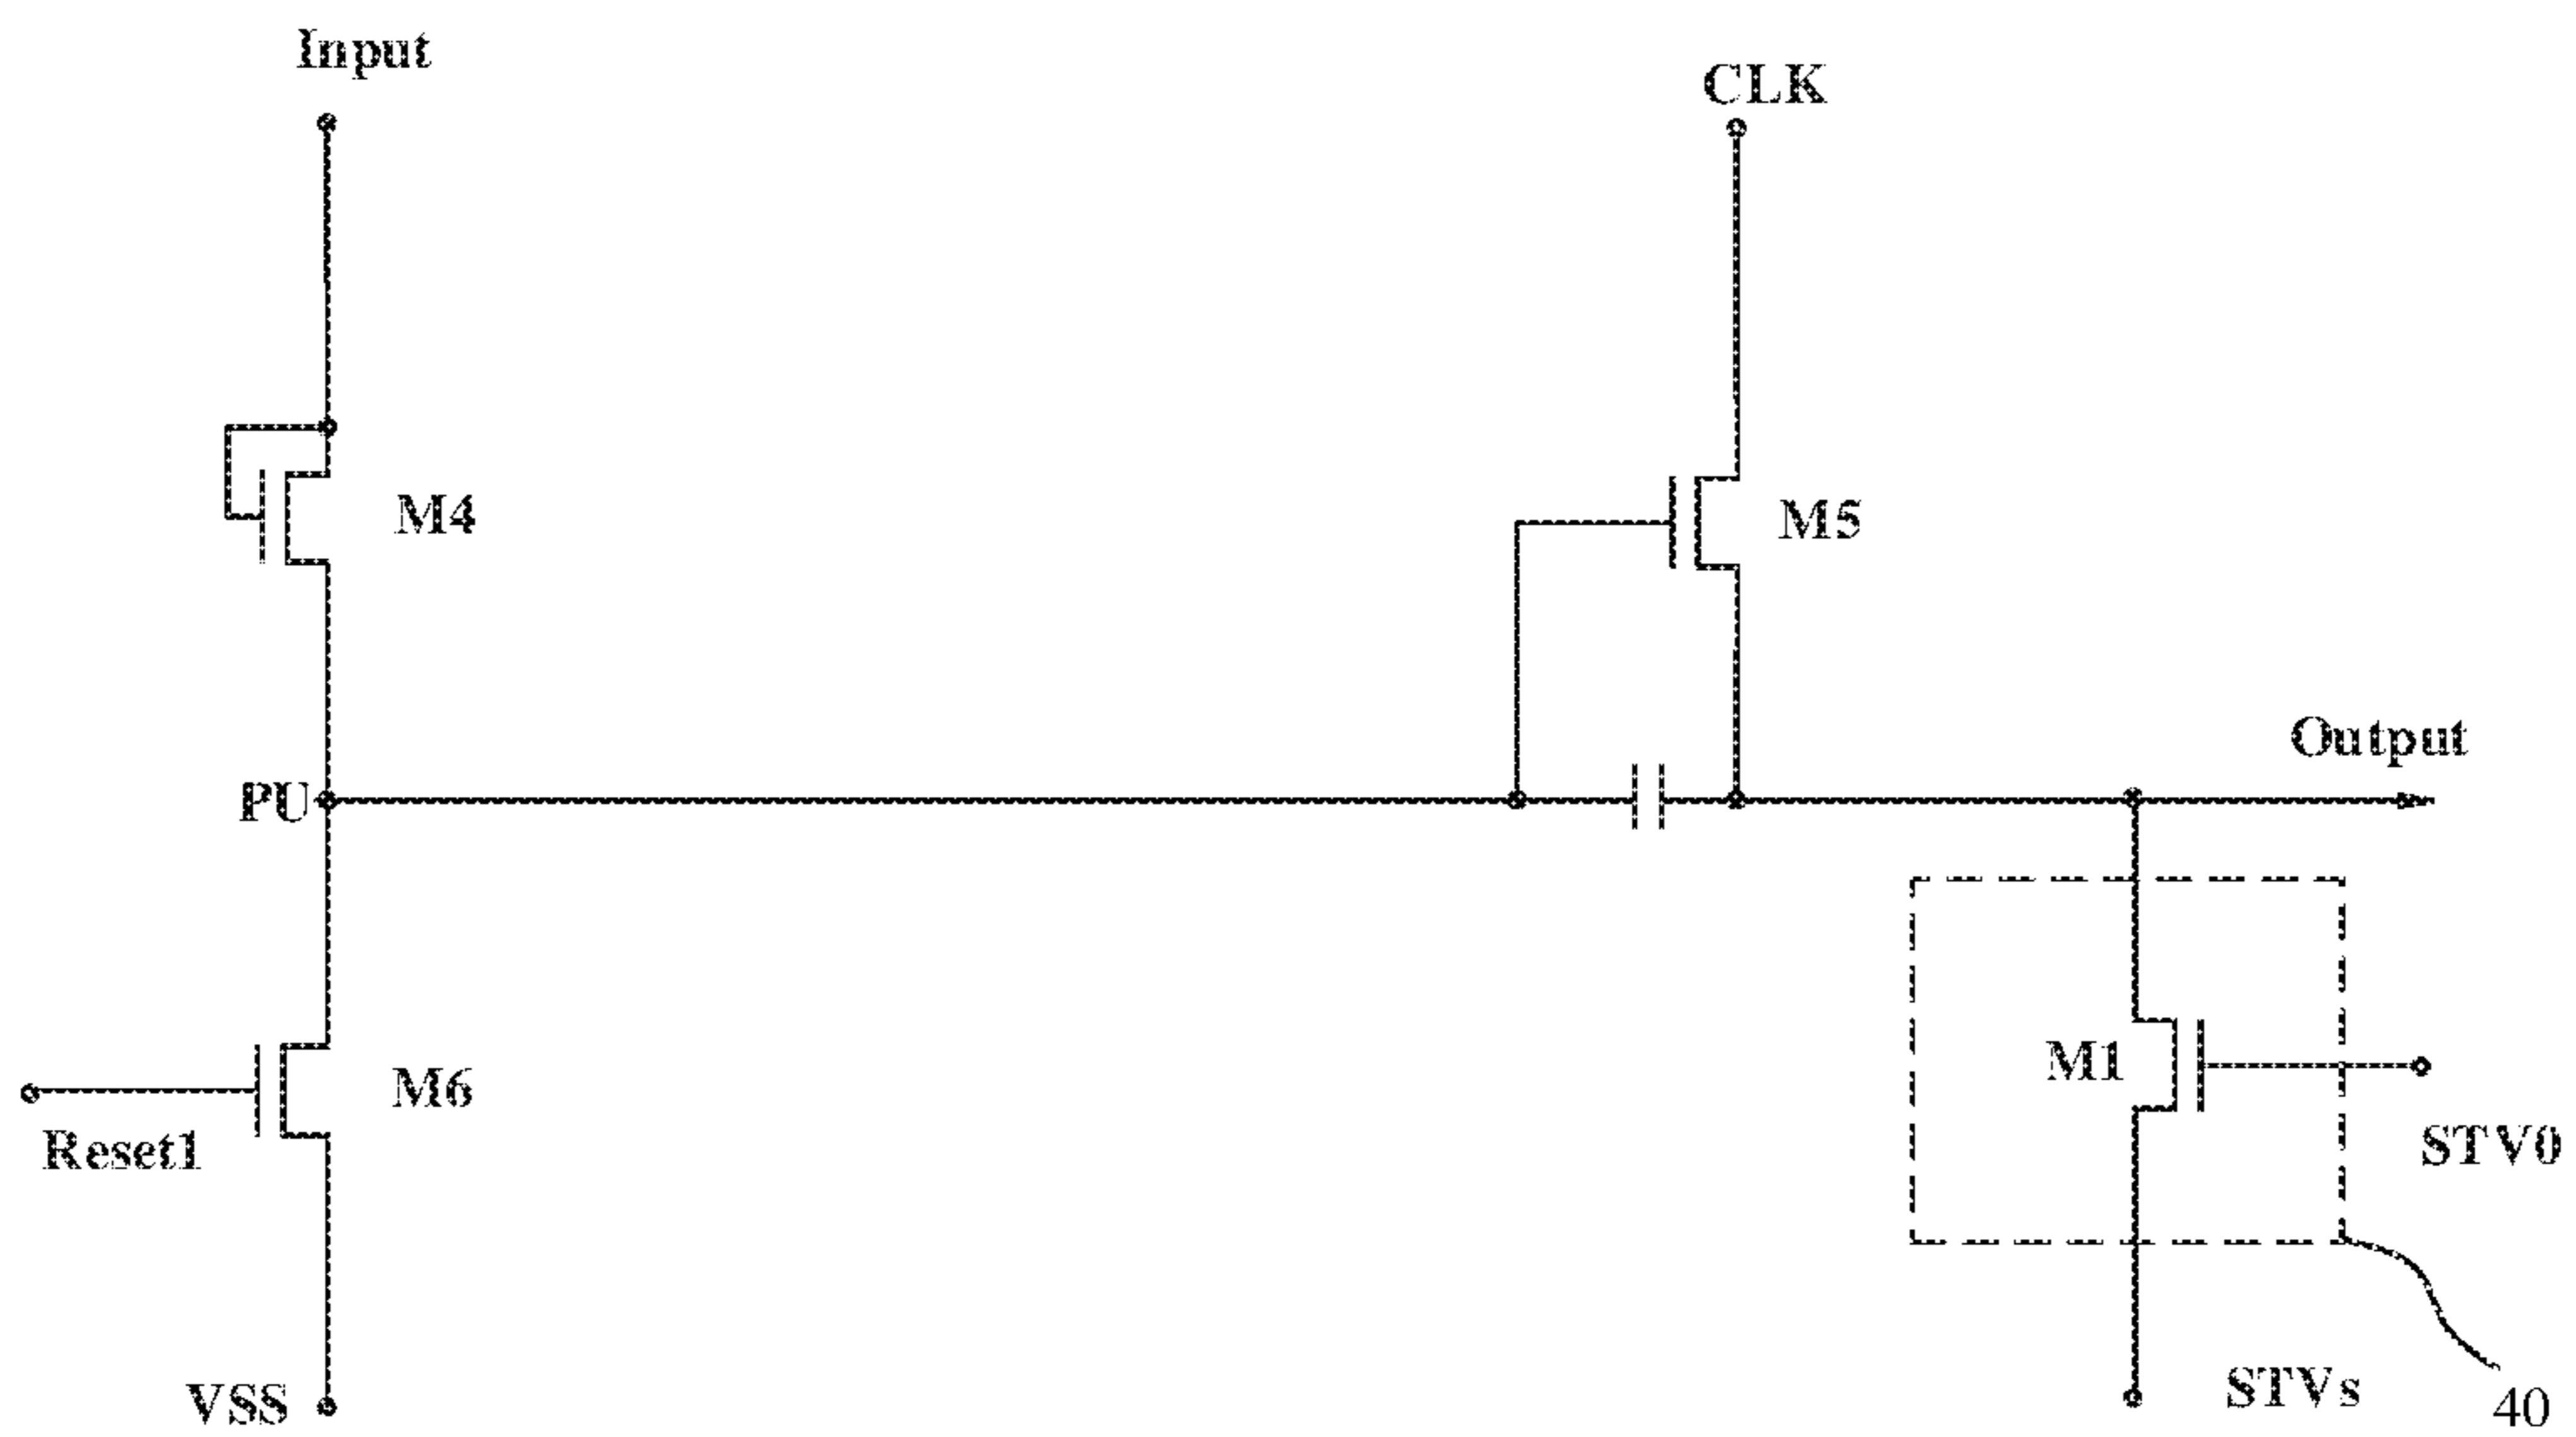 Input
CLK
M4
M5
Output
PU
M1
M6
Reset1
STV0
VSS
STVs
40